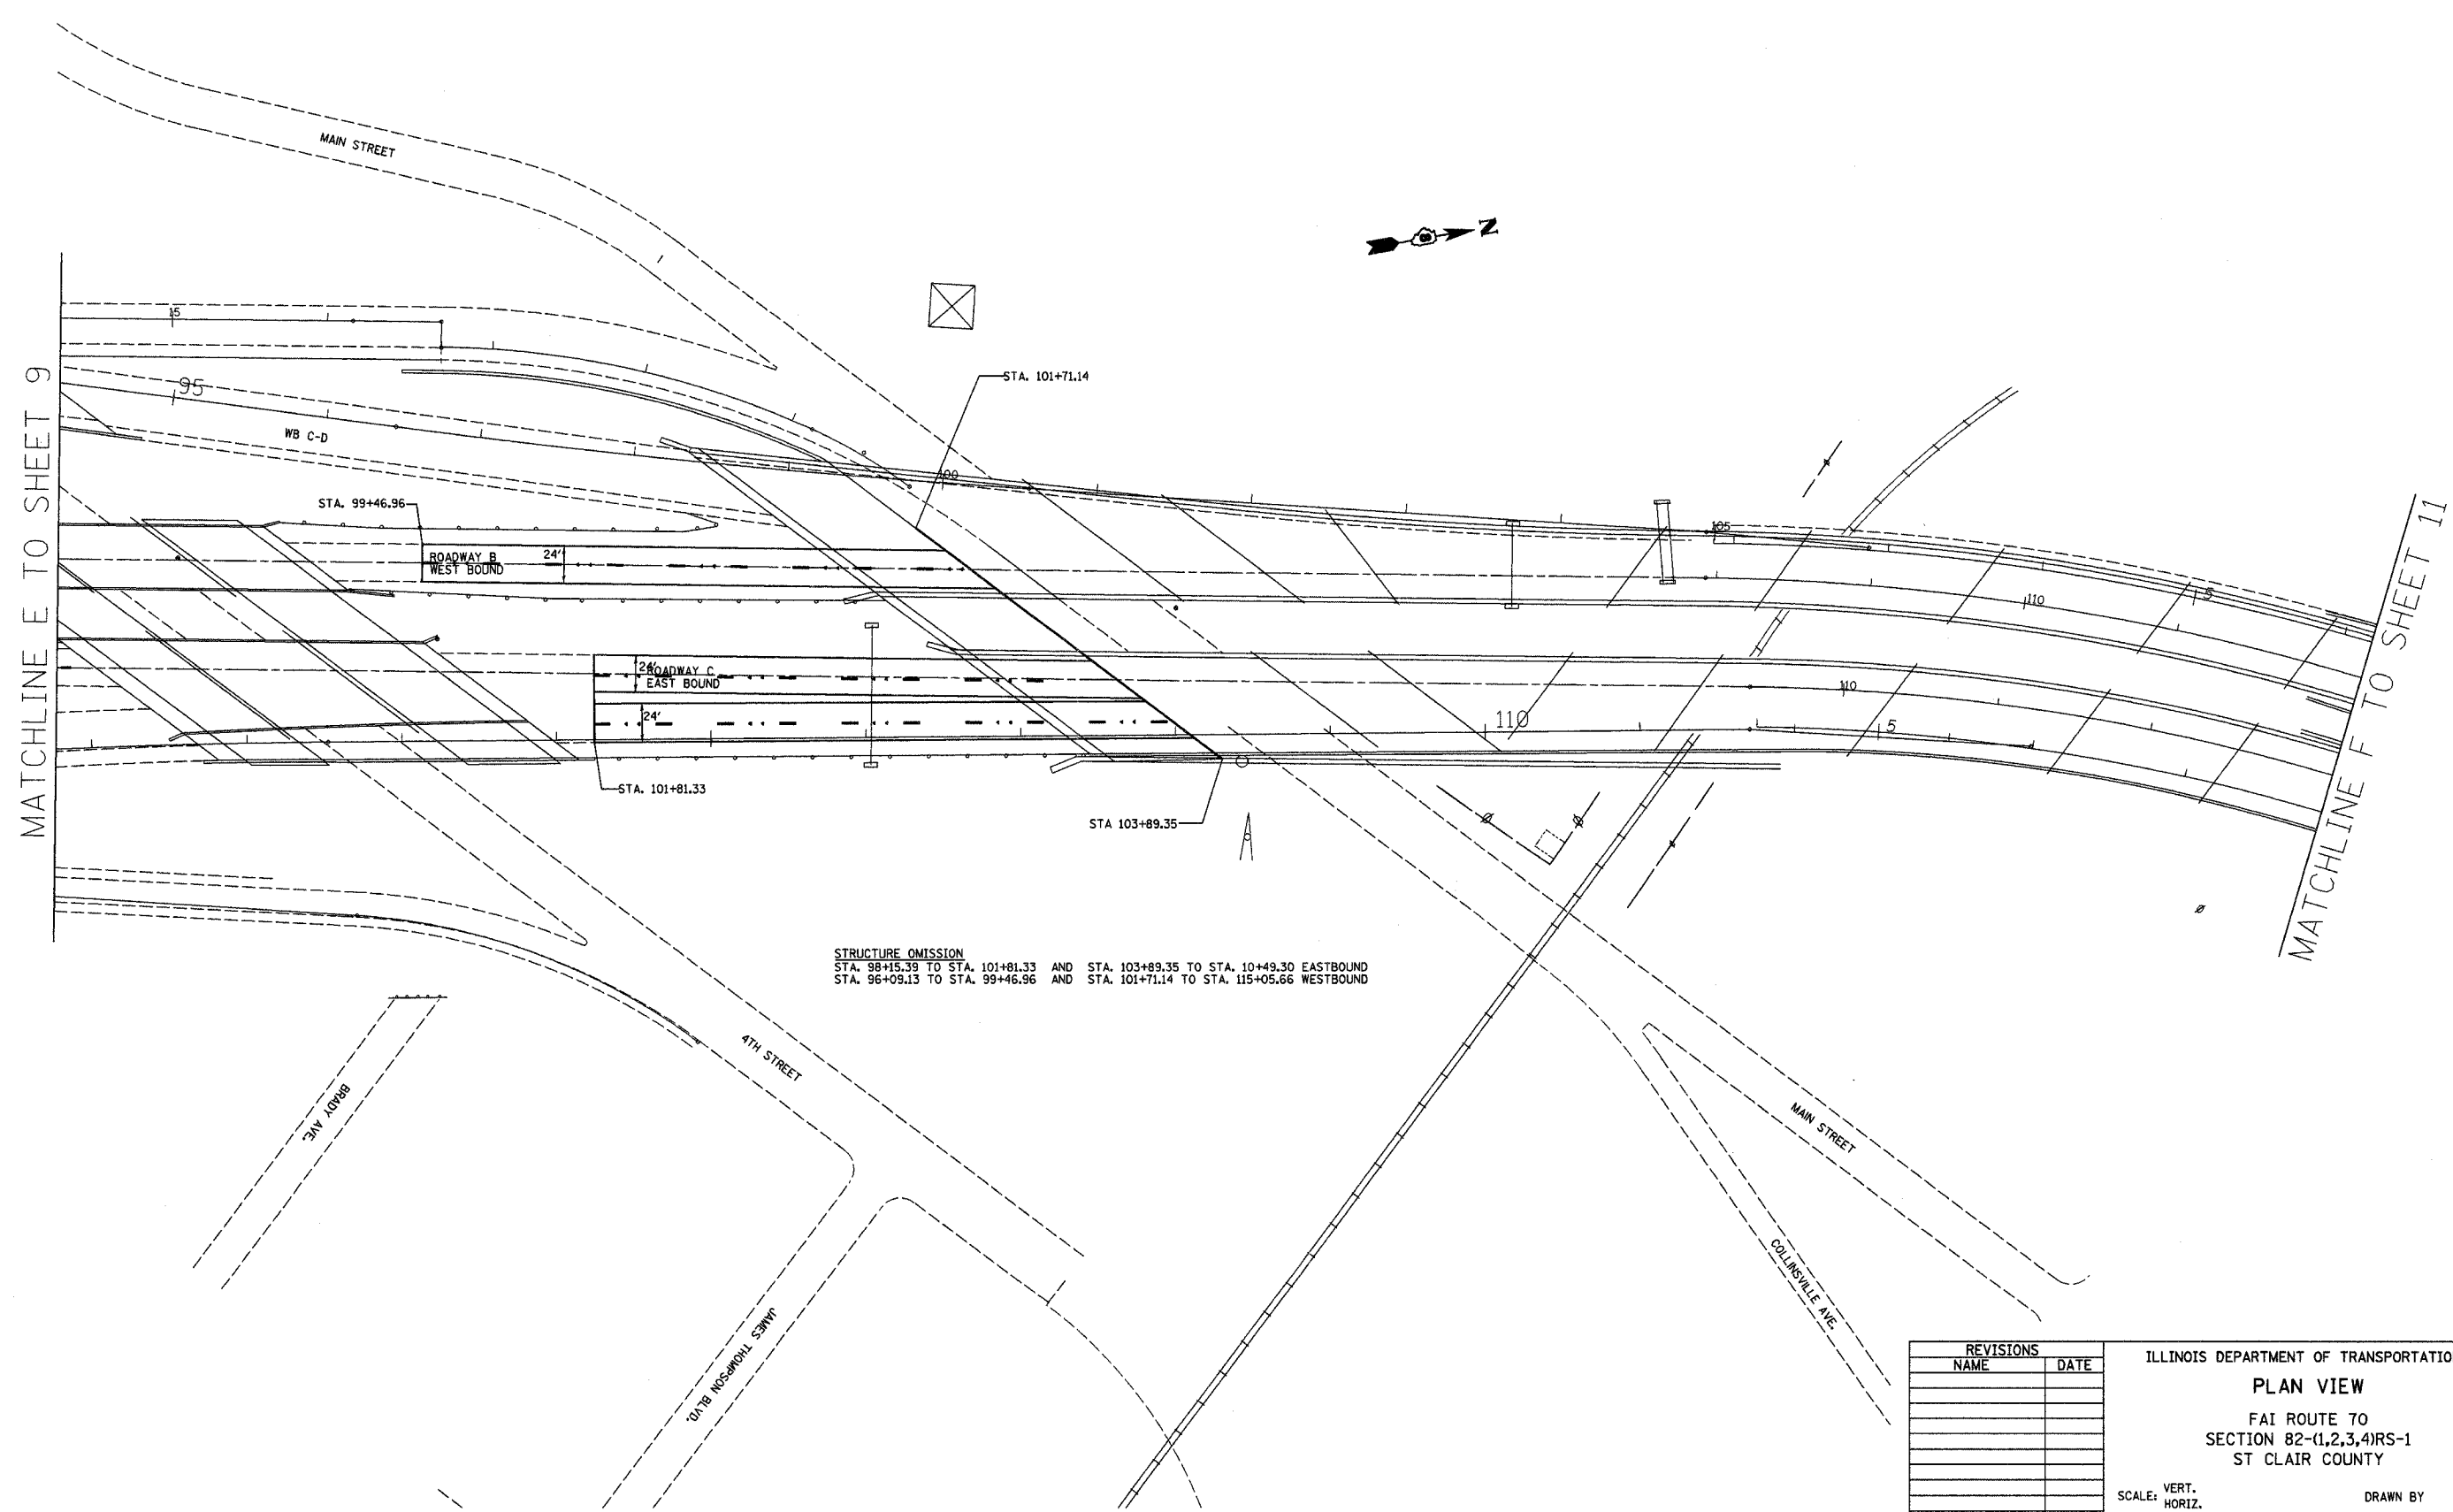 MAIN STREET
N
15
95
WB C-D
MATCHLINE E TO SHEET 9
STA. 101+71.14
100
STA. 99+46.96
ROADWAY B
WEST BOUND
24'
105
110
5
MATCHLINE F TO SHEET 11
24'
ROADWAY C
EAST BOUND
24'
110
110
5
STA. 101+81.33
STA 103+89.35
STRUCTURE OMISSION
STA. 98+15.39 TO STA. 101+81.33 AND STA. 103+89.35 TO STA. 10+49.30 EASTBOUND
STA. 96+09.13 TO STA. 99+46.96 AND STA. 101+71.14 TO STA. 115+05.66 WESTBOUND
4TH STREET
BRADY AVE.
MAIN STREET
COLLINSVILLE AVE.
JAMES THOMPSON BLVD.
REVISIONS
NAME DATE
ILLINOIS DEPARTMENT OF TRANSPORTATIO
PLAN VIEW
FAI ROUTE 70
SECTION 82-(1,2,3,4)RS-1
ST CLAIR COUNTY
SCALE: VERT.
HORIZ.
DRAWN BY